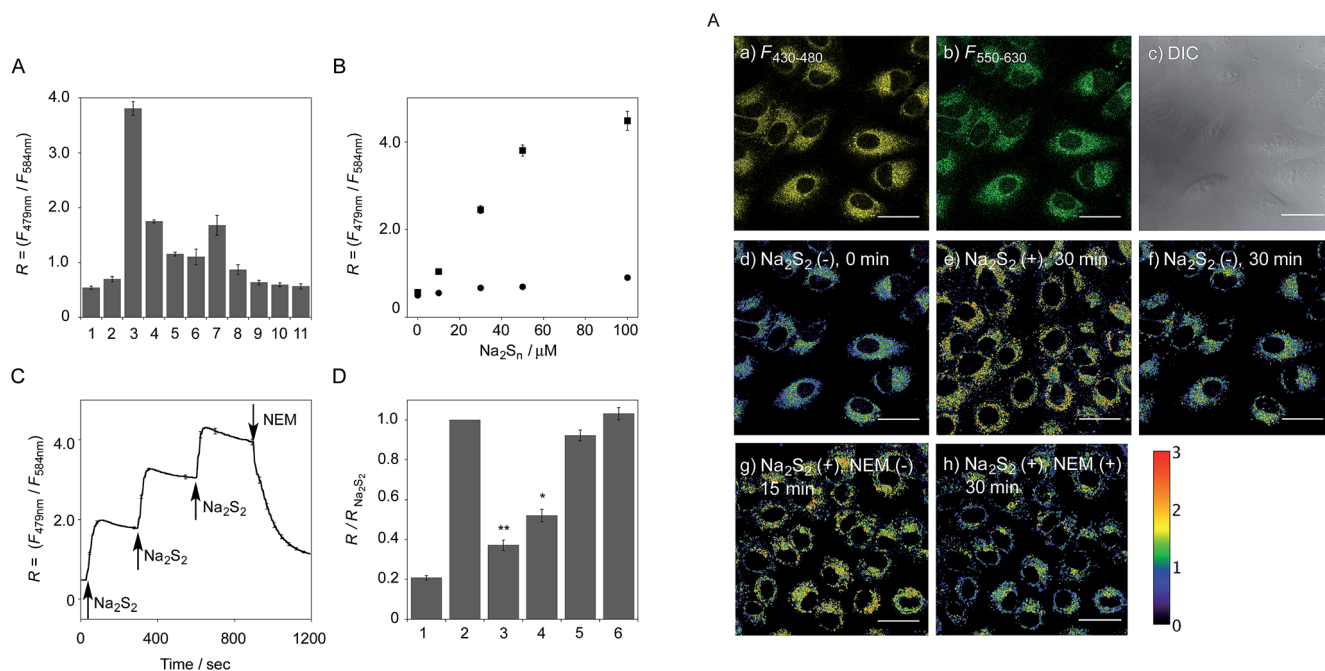 A
R = (F479nm / F584nm)
4.0
3.0
2.0
1.0
0
1 2 3 4 5 6 7 8 9 10 11
B
R = (F479nm / F584nm)
4.0
2.0
0
0 20 40 60 80 100
Na2Sn / μM
C
R = (F479nm / F584nm)
4.0
2.0
0
NEM
Na2S2
Na2S2
Na2S2
0 400 800 1200
Time / sec
D
R / R Na2S2
1.0
0.8
0.6
0.4
0.2
0
**
*
1 2 3 4 5 6
A
a) F430-480
b) F550-630
c) DIC
d) Na2S2 (-), 0 min
e) Na2S2 (+), 30 min
f) Na2S2 (-), 30 min
g) Na2S2 (+), NEM (-)
15 min
h) Na2S2 (+), NEM (+)
30 min
3
2
1
0